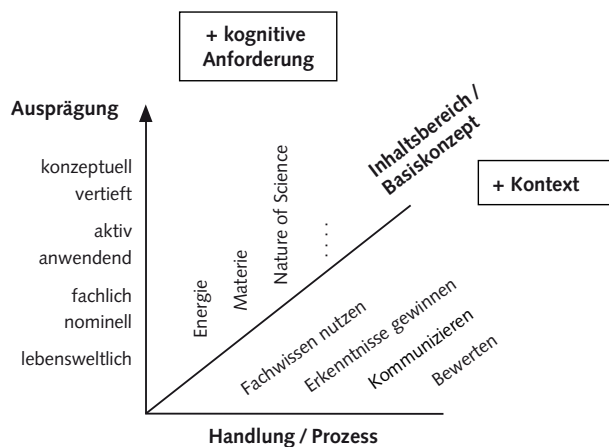 + kognitive
Anforderung
Ausprägung
Inhaltsbereich /
Basiskonzept
+ Kontext
konzeptuell
vertieft
aktiv
anwendend
fachlich
nominell
lebensweltlich
Energie
Materie
Nature of Science
.....
Fachwissen nutzen
Erkenntnisse gewinnen
Kommunizieren
Bewerten
Handlung / Prozess